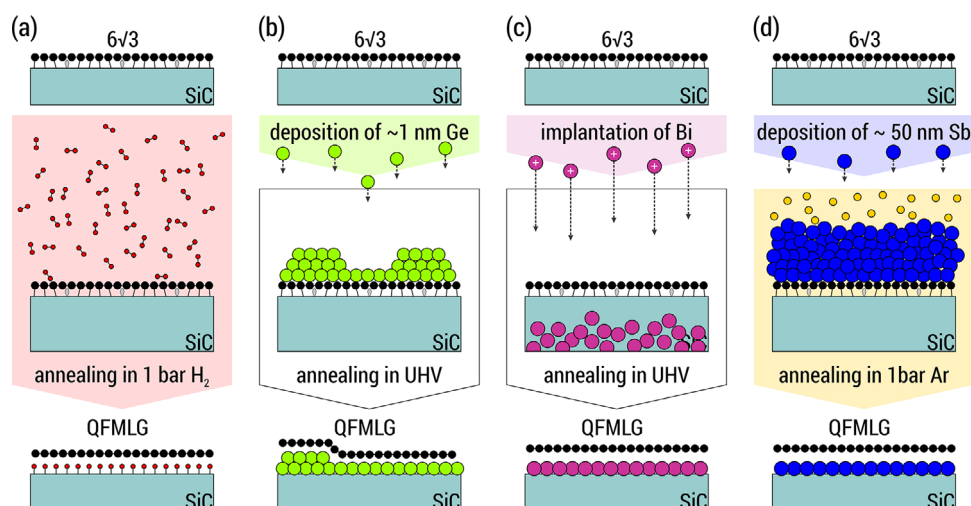 (a)
6√3
SiC
annealing in 1 bar H₂
SiC
QFMLG
SiC
(b)
6√3
SiC
deposition of ~1 nm Ge
SiC
annealing in UHV
QFMLG
SiC
(c)
6√3
SiC
implantation of Bi
SiC
annealing in UHV
QFMLG
SiC
(d)
6√3
SiC
deposition of ~ 50 nm Sb
SiC
annealing in 1bar Ar
QFMLG
SiC